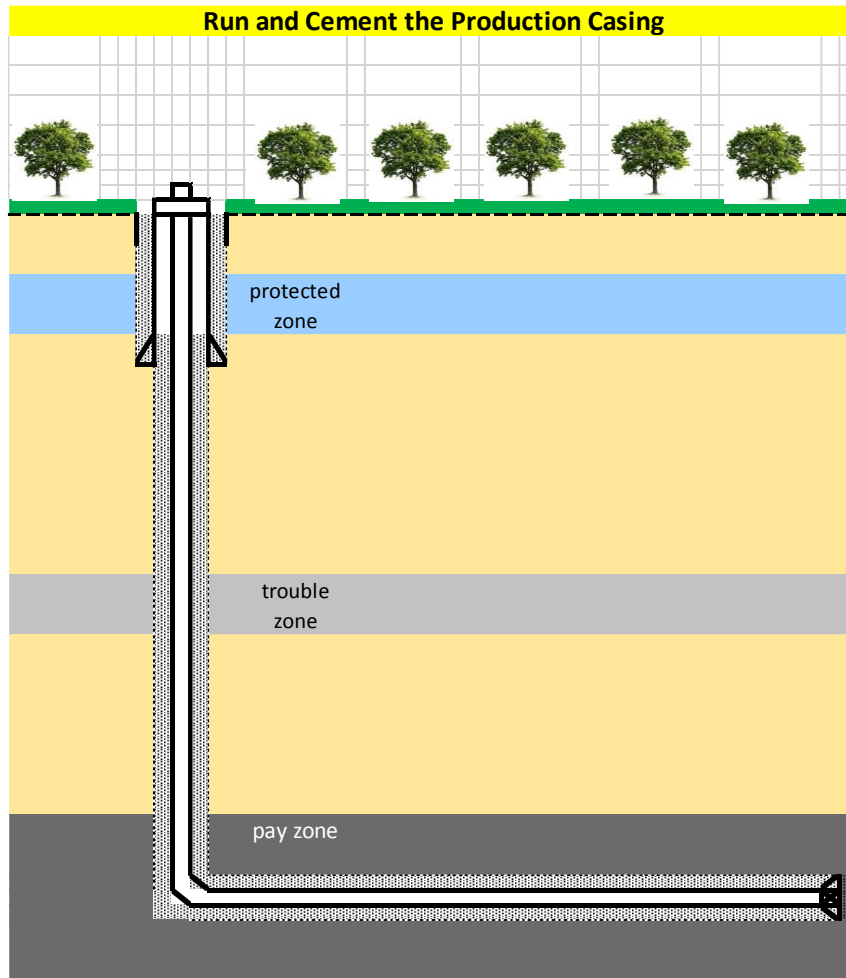 Run and Cement the Production Casing
protected
zone
trouble
zone
pay zone